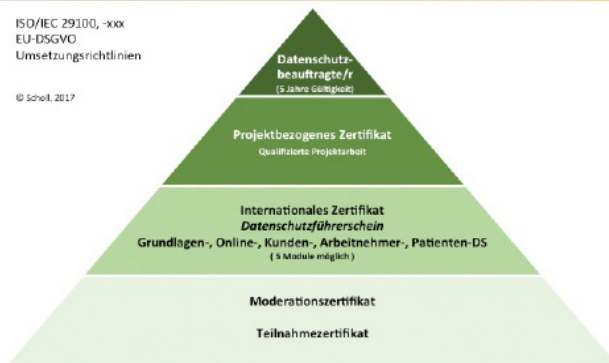 ISO/IEC 29100, -xxx
EU-DSGVO
Umsetzungsrichtlinien
© Scholl, 2017
Datenschutz-
beauftragte/r
(5 Jahre Gültigkeit)
Projektbezogenes Zertifikat
Qualifizierte Projektarbeit
Internationales Zertifikat
Datenschutzführerschein
Grundlagen-, Online-, Kunden-, Arbeitnehmer-, Patienten-DS
( 5 Module möglich )
Moderationszertifikat
Teilnahmezertifikat